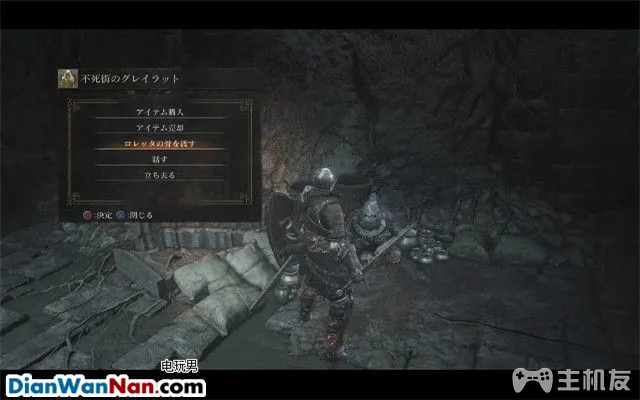 不死街のグレイラット
アイテム購入
アイテム売却
ロレッタの骨を渡す
話す
立ち去る
:決定 :閉じる
电玩男
DianWanNan.com
主机友